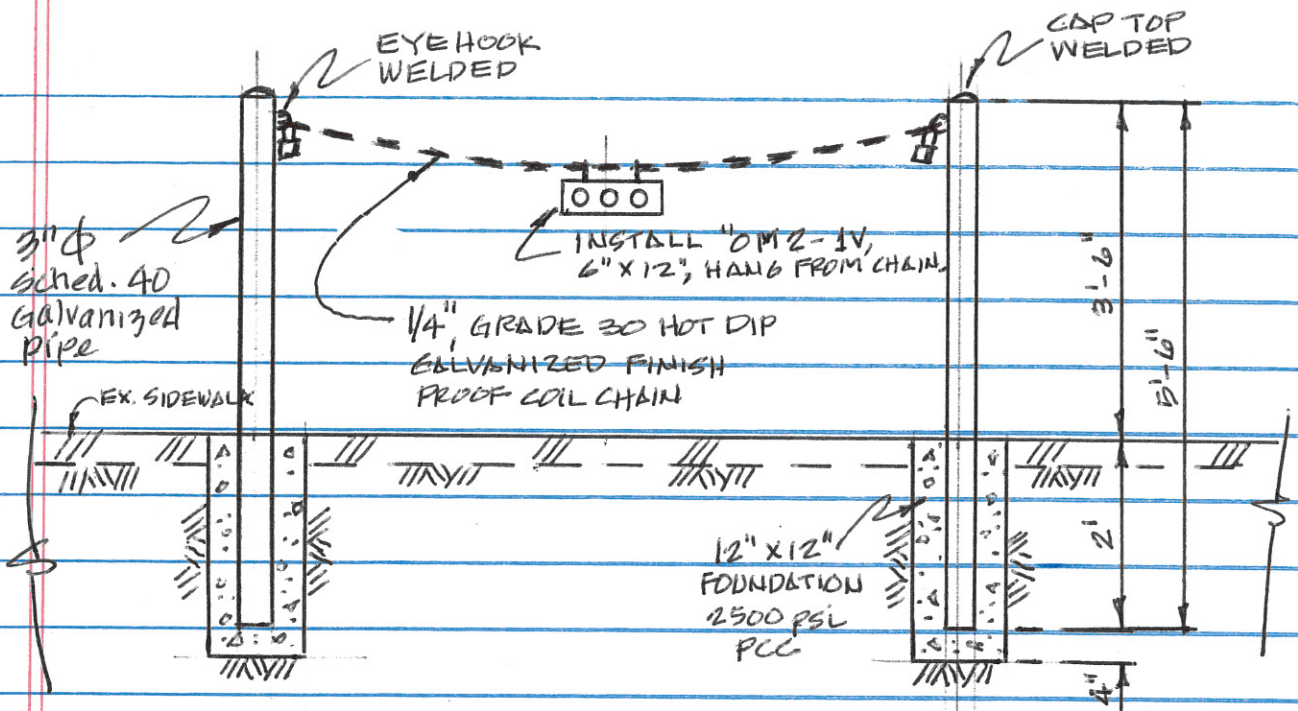 EYE HOOK
WELDED
CAP TOP
WELDED
3" ϕ
sched. 40
Galvanized
pipe
INSTALL "OM2-1V,
6" X 12", HANG FROM CHAIN.
1/4", GRADE 30 HOT DIP
GALVANIZED FINISH
PROOF COIL CHAIN
EX. SIDEWALK
12" X 12"
FOUNDATION
2500 PSI
PCC
3'-6"
5'-6"
2'
4"